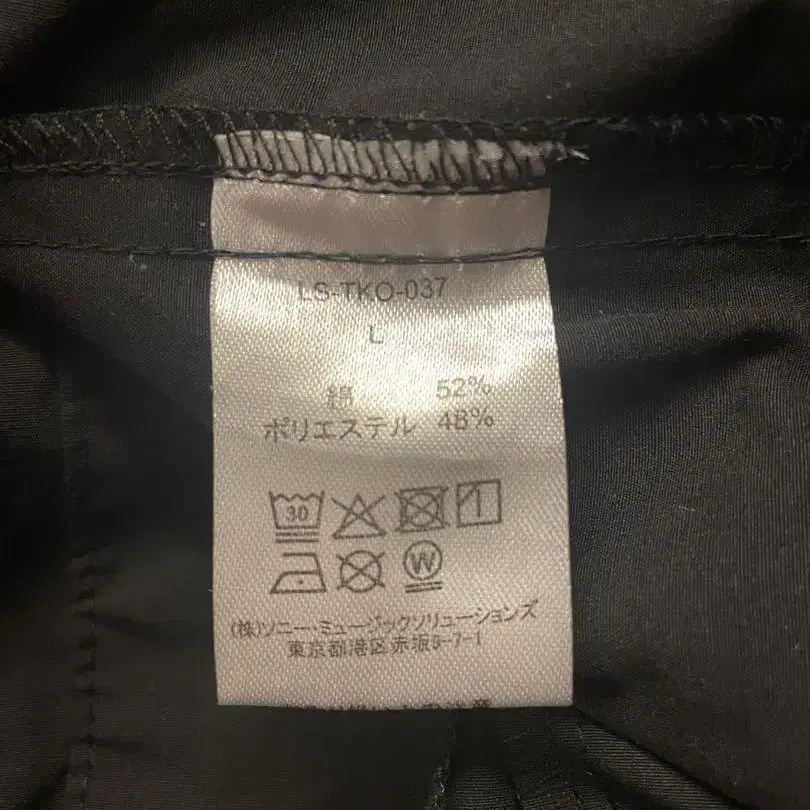 LS-TKO-037
L
綿 52%
ポリエステル 48%
30
W
(株)ソニー・ミュージックソリューションズ
東京都港区赤坂9-7-1